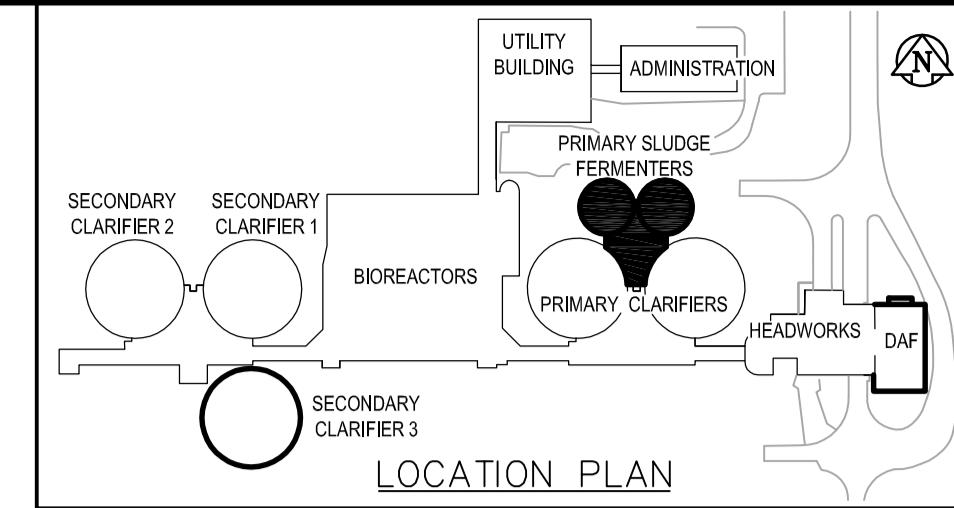 UTILITY
BUILDING
ADMINISTRATION
N
PRIMARY SLUDGE
FERMENTERS
SECONDARY
CLARIFIER 2
SECONDARY
CLARIFIER 1
BIOREACTORS
PRIMARY CLARIFIERS
HEADWORKS
DAF
SECONDARY
CLARIFIER 3
LOCATION PLAN